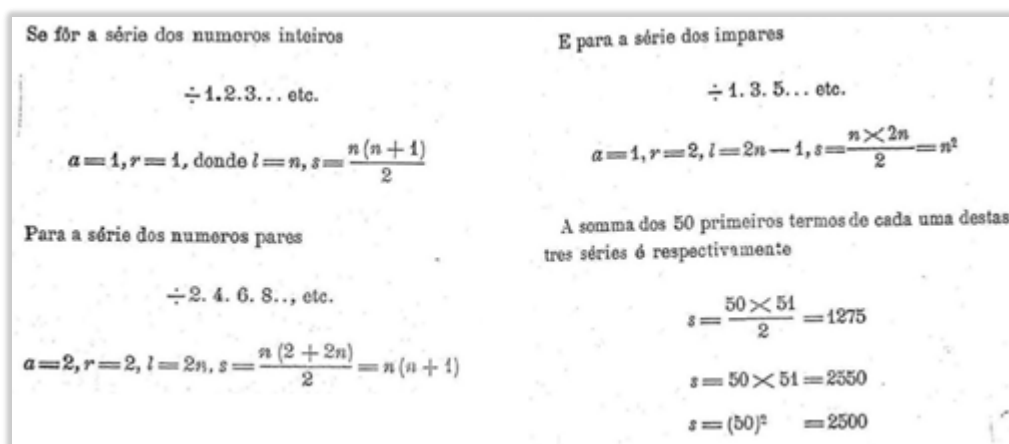 Se fôr a série dos numeros inteiros
÷ 1.2.3... etc.
a = 1, r = 1, donde l = n, s = n (n + 1) / 2
Para a série dos numeros pares
÷ 2. 4. 6. 8.., etc.
a = 2, r = 2, l = 2n, s = n (2 + 2n) / 2 = n (n + 1)
E para a série dos impares
÷ 1. 3. 5... etc.
a = 1, r = 2, l = 2n — 1, s = n × 2n / 2 = n²
A somma dos 50 primeiros termos de cada uma destas
tres séries é respectivamente
s = 50 × 51 / 2 = 1275
s = 50 × 51 = 2550
s = (50)² = 2500